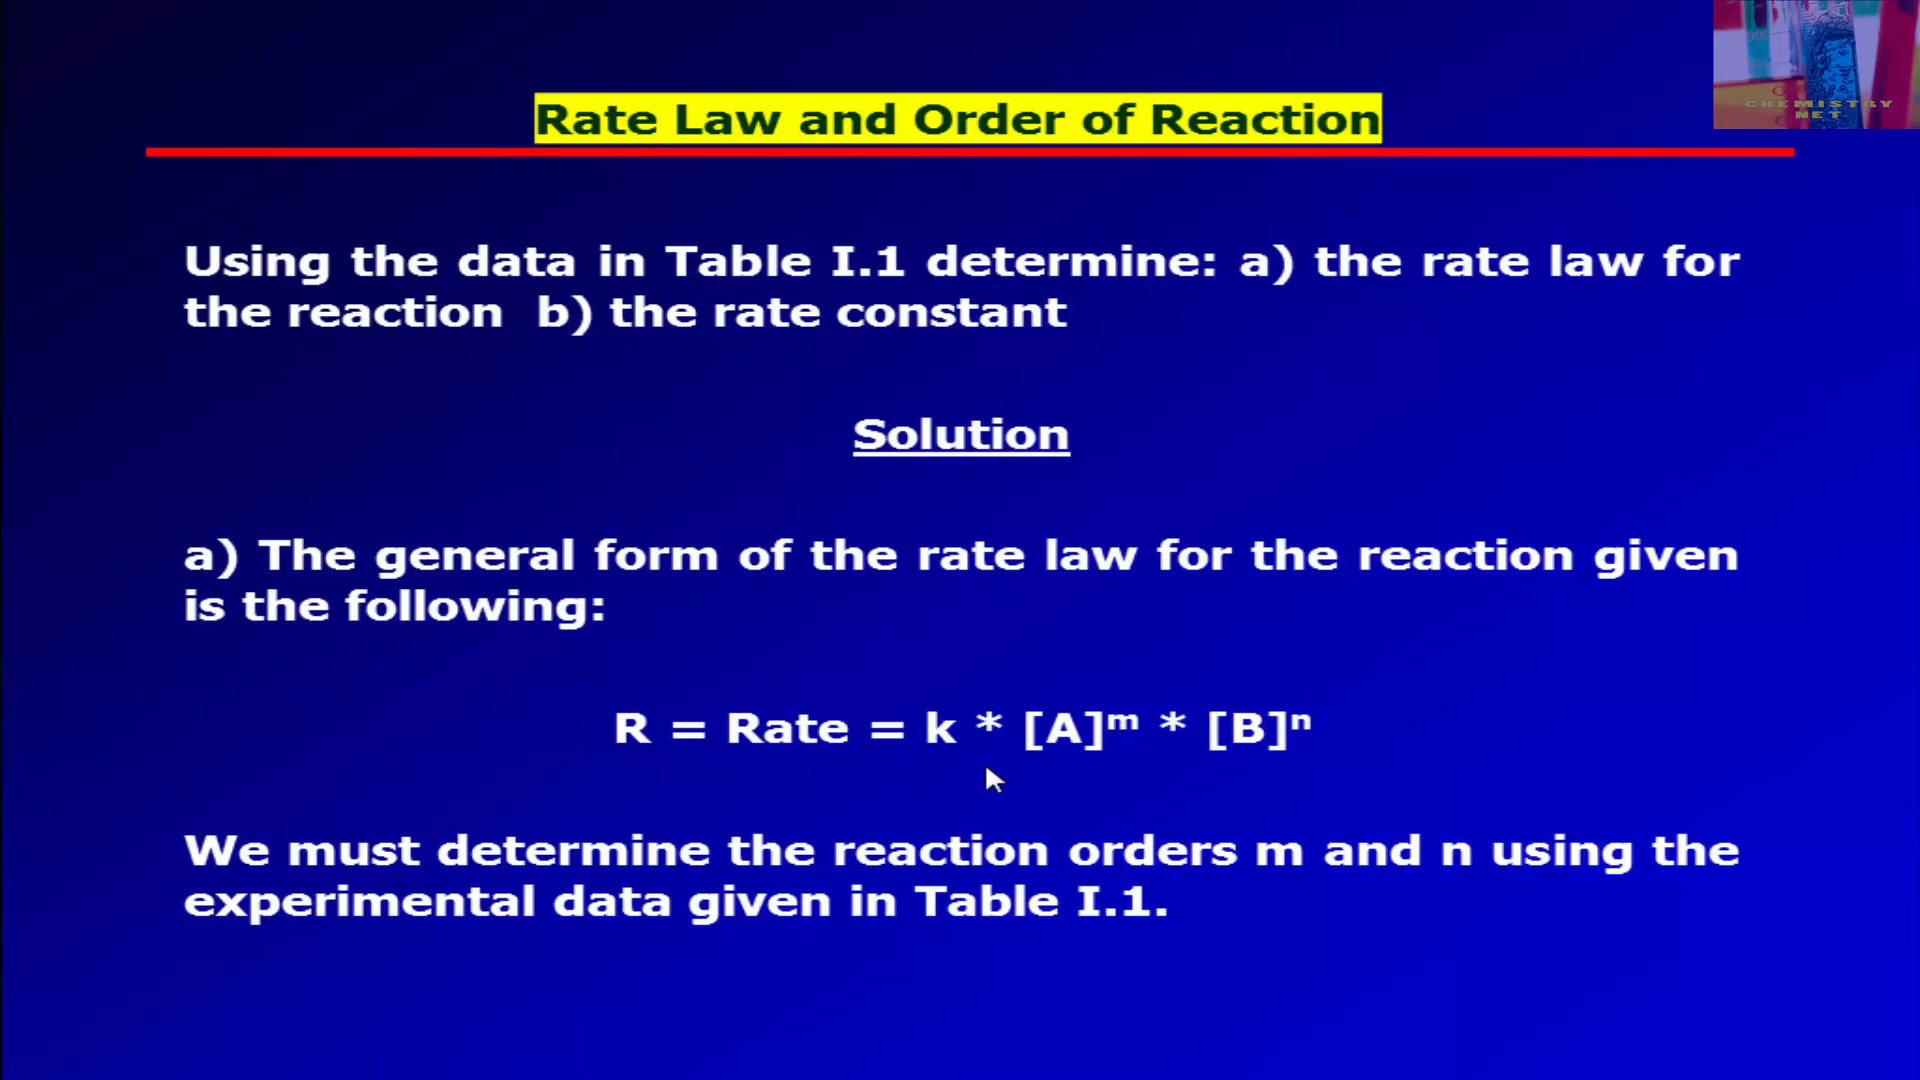 CHEMISTRY
NET
Rate Law and Order of Reaction
Using the data in Table I.1 determine: a) the rate law for
the reaction  b) the rate constant
Solution
a) The general form of the rate law for the reaction given
is the following:
R = Rate = k * [A]ᵐ * [B]ⁿ
We must determine the reaction orders m and n using the
experimental data given in Table I.1.